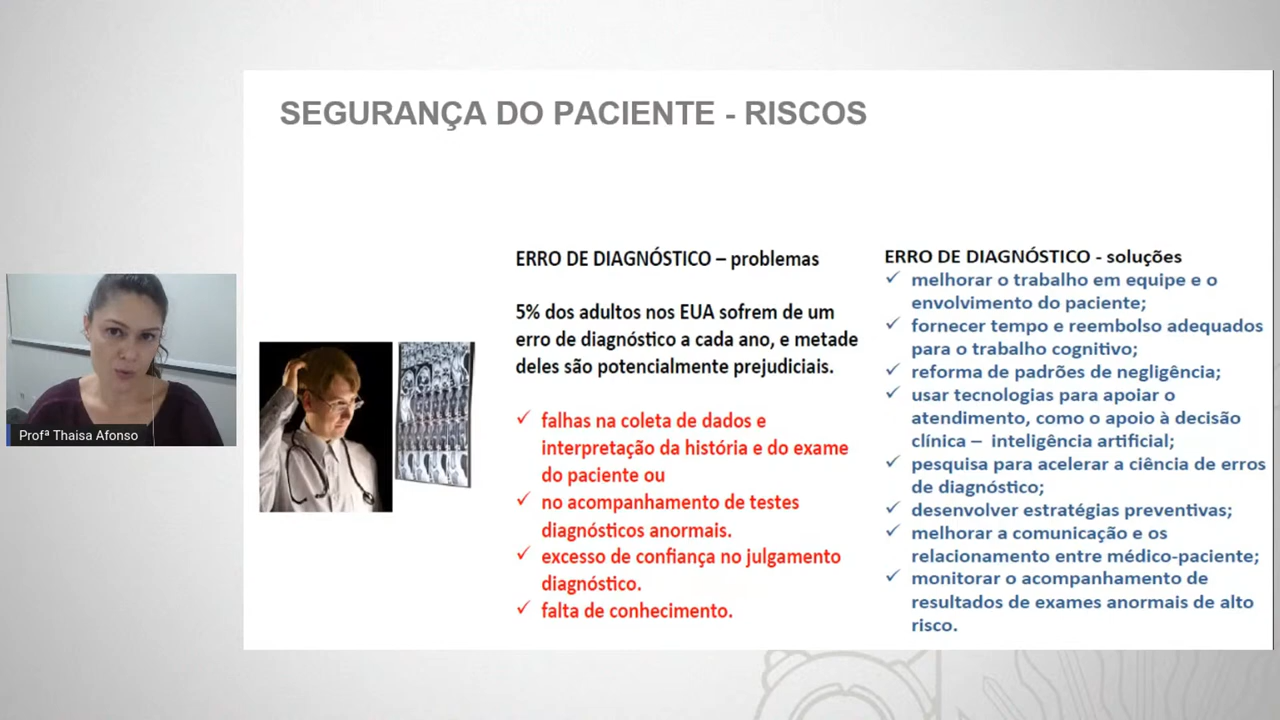 SEGURANÇA DO PACIENTE - RISCOS
ERRO DE DIAGNÓSTICO – problemas
5% dos adultos nos EUA sofrem de um
erro de diagnóstico a cada ano, e metade
deles são potencialmente prejudiciais.
✓ falhas na coleta de dados e
interpretação da história e do exame
do paciente ou
✓ no acompanhamento de testes
diagnósticos anormais.
✓ excesso de confiança no julgamento
diagnóstico.
✓ falta de conhecimento.
ERRO DE DIAGNÓSTICO - soluções
✓ melhorar o trabalho em equipe e o
envolvimento do paciente;
✓ fornecer tempo e reembolso adequados
para o trabalho cognitivo;
✓ reforma de padrões de negligência;
✓ usar tecnologias para apoiar o
atendimento, como o apoio à decisão
clínica – inteligência artificial;
✓ pesquisa para acelerar a ciência de erros
de diagnóstico;
✓ desenvolver estratégias preventivas;
✓ melhorar a comunicação e os
relacionamento entre médico-paciente;
✓ monitorar o acompanhamento de
resultados de exames anormais de alto
risco.
Profª Thaisa Afonso